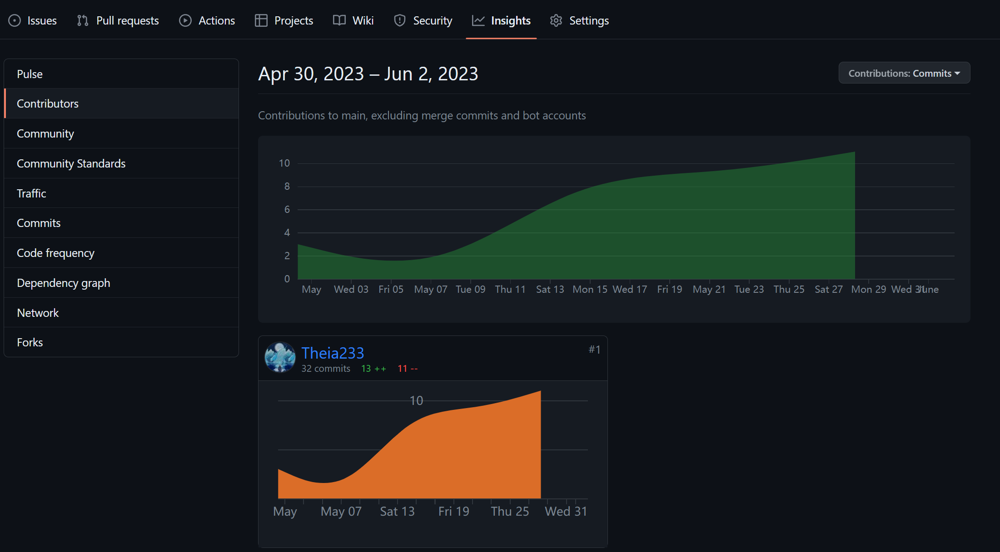 Issues Pull requests Actions Projects Wiki Security Insights Settings
Pulse
Contributors
Community
Community Standards
Traffic
Commits
Code frequency
Dependency graph
Network
Forks
Apr 30, 2023 – Jun 2, 2023
Contributions: Commits
Contributions to main, excluding merge commits and bot accounts
10
8
6
4
2
0
May Wed 03 Fri 05 May 07 Tue 09 Thu 11 Sat 13 Mon 15 Wed 17 Fri 19 May 21 Tue 23 Thu 25 Sat 27 Mon 29 Wed 31 June
Theia233 #1
32 commits 13 ++ 11 --
10
May May 07 Sat 13 Fri 19 Thu 25 Wed 31